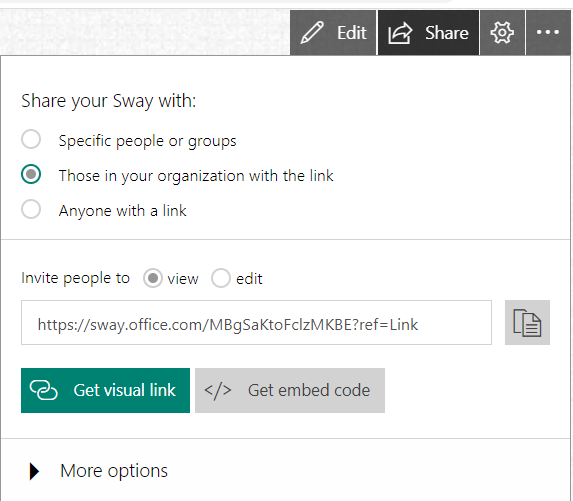 Edit Share
Share your Sway with:
Specific people or groups
Those in your organization with the link
Anyone with a link
Invite people to view edit
https://sway.office.com/MBgSaKtoFclzMKBE?ref=Link
Get visual link </> Get embed code
More options